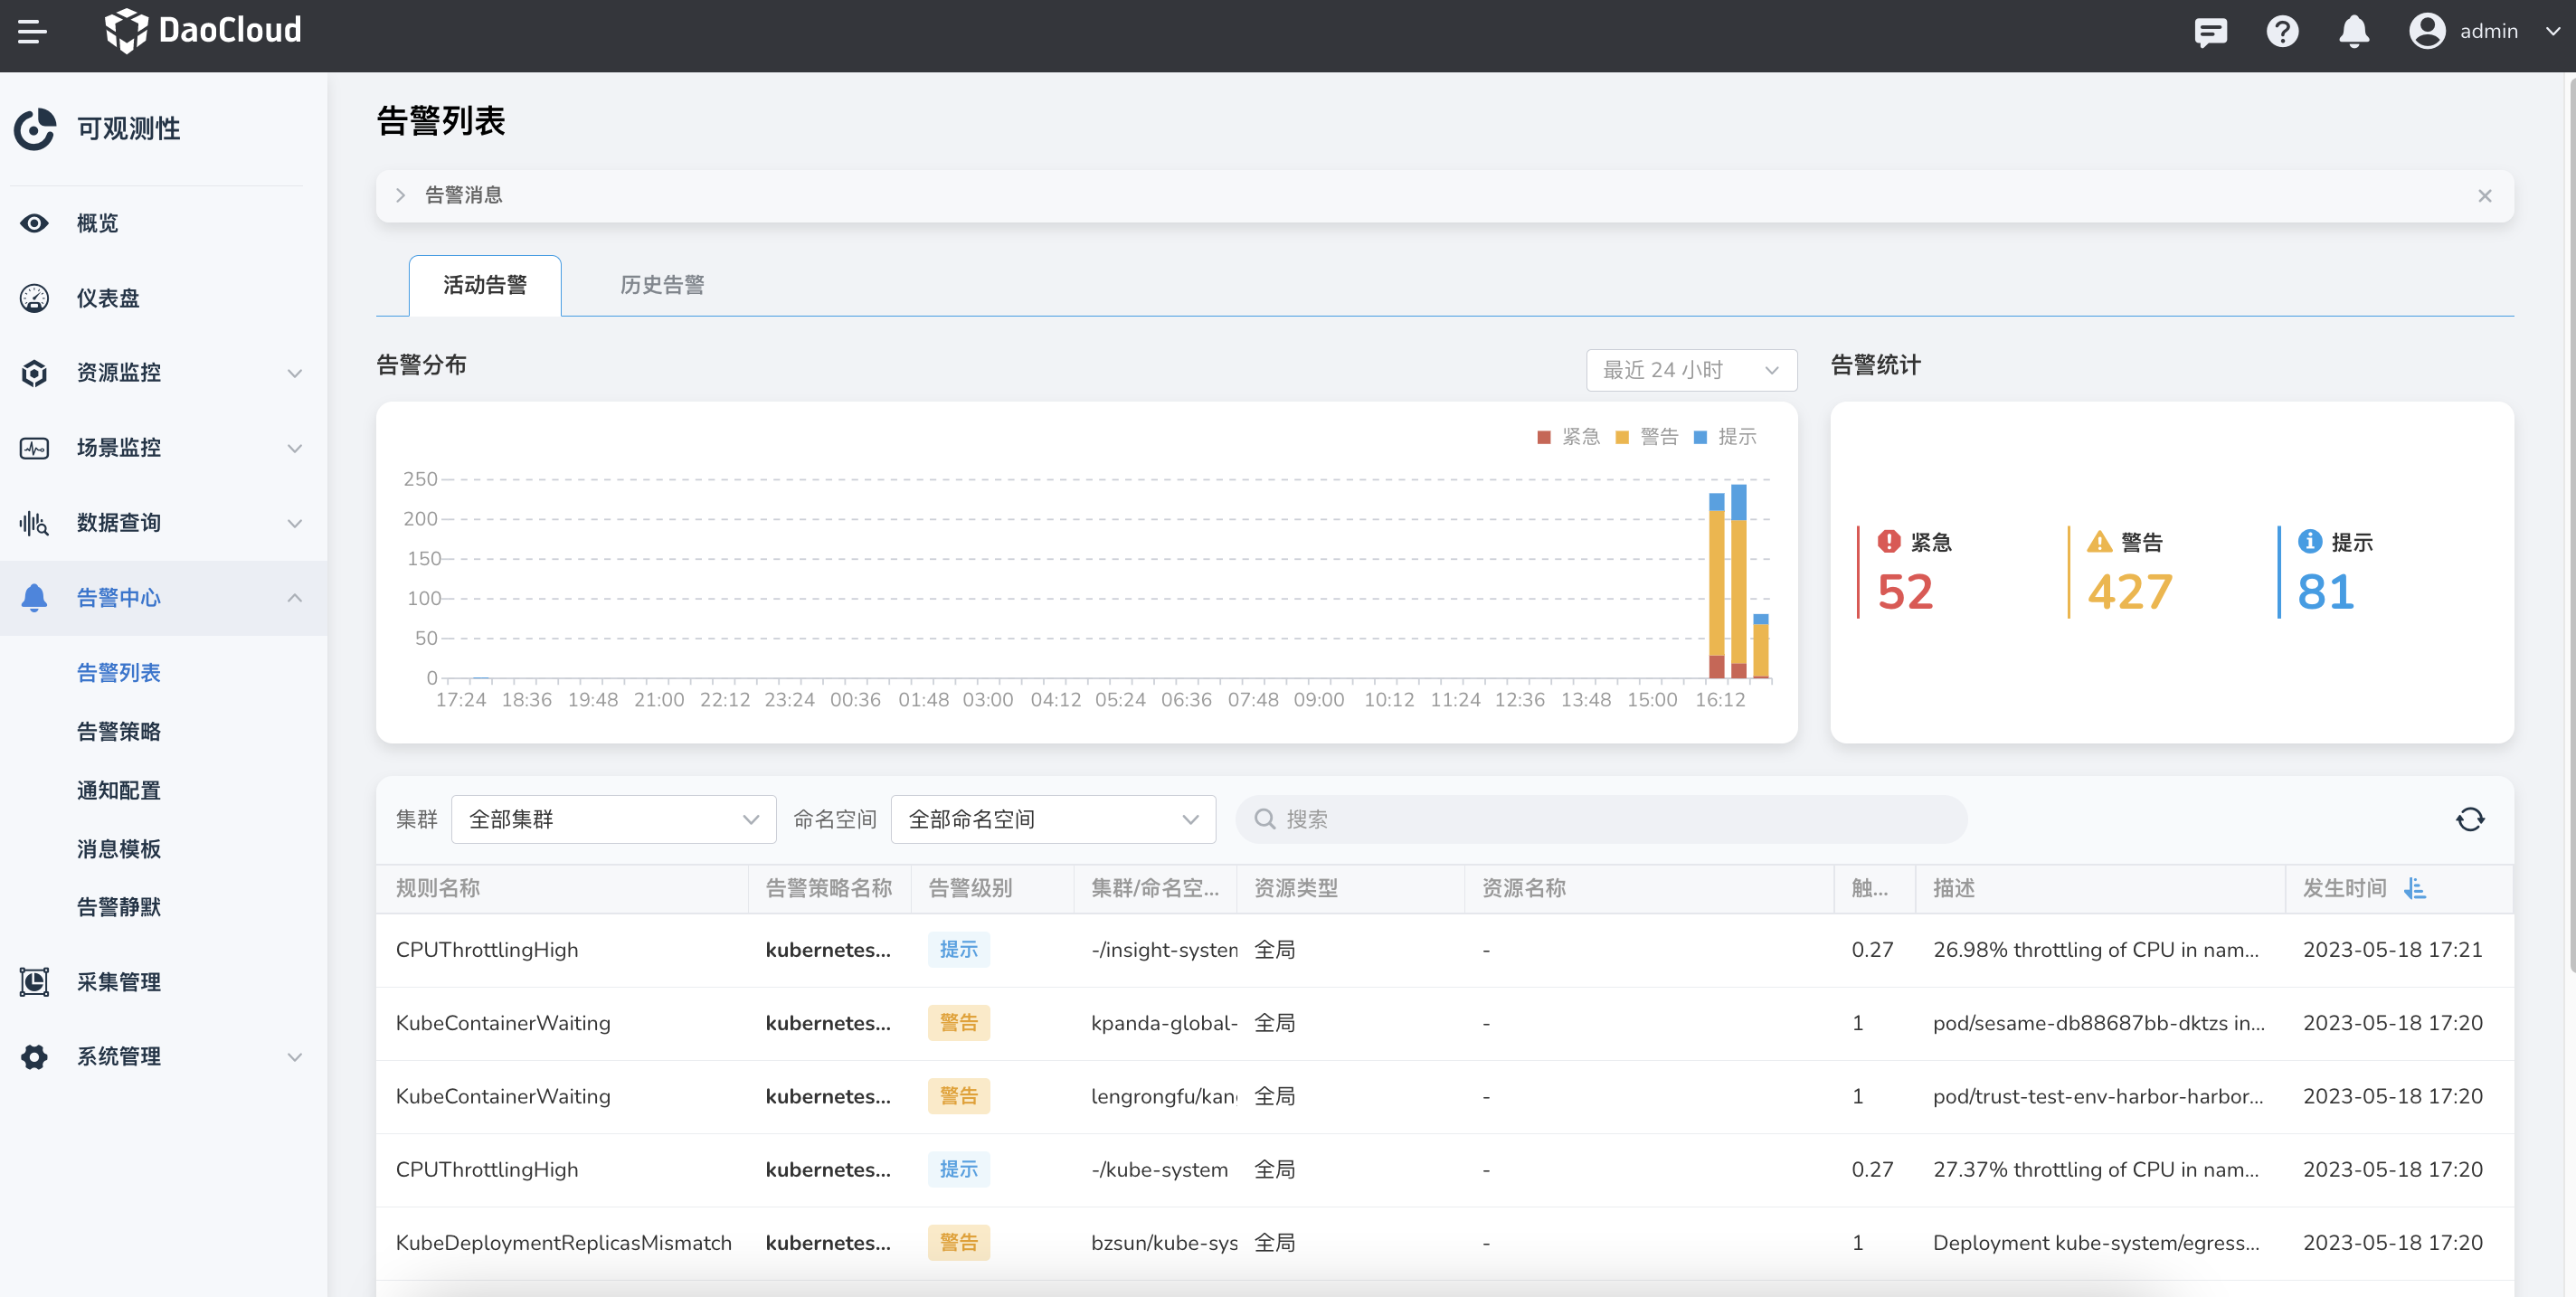 DaoCloud
admin
可观测性
概览
仪表盘
资源监控
场景监控
数据查询
告警中心
告警列表
告警策略
通知配置
消息模板
告警静默
采集管理
系统管理
告警列表
告警消息
活动告警 历史告警
告警分布
最近 24 小时
紧急 警告 提示
250
200
150
100
50
0
17:24 18:36 19:48 21:00 22:12 23:24 00:36 01:48 03:00 04:12 05:24 06:36 07:48 09:00 10:12 11:24 12:36 13:48 15:00 16:12
告警统计
紧急 警告 提示
52 427 81
集群 全部集群 命名空间 全部命名空间 搜索
规则名称 告警策略名称 告警级别 集群/命名空... 资源类型 资源名称 触... 描述 发生时间
CPUThrottlingHigh kubernetes... 提示 -/insight-system 全局 - 0.27 26.98% throttling of CPU in nam... 2023-05-18 17:21
KubeContainerWaiting kubernetes... 警告 kpanda-global- 全局 - 1 pod/sesame-db88687bb-dktzs in... 2023-05-18 17:20
KubeContainerWaiting kubernetes... 警告 lengrongfu/kan 全局 - 1 pod/trust-test-env-harbor-harbor... 2023-05-18 17:20
CPUThrottlingHigh kubernetes... 提示 -/kube-system 全局 - 0.27 27.37% throttling of CPU in nam... 2023-05-18 17:20
KubeDeploymentReplicasMismatch kubernetes... 警告 bzsun/kube-sys 全局 - 1 Deployment kube-system/egress... 2023-05-18 17:20